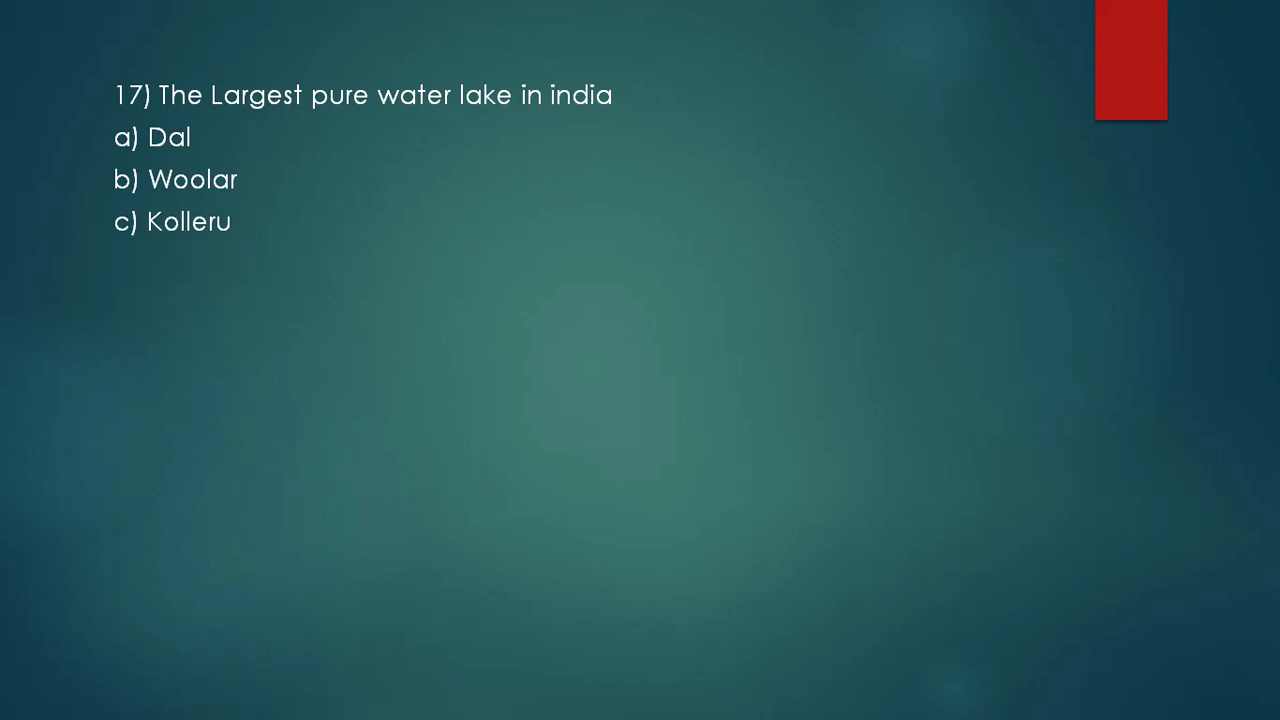 17) The Largest pure water lake in india
a) Dal
b) Woolar
c) Kolleru